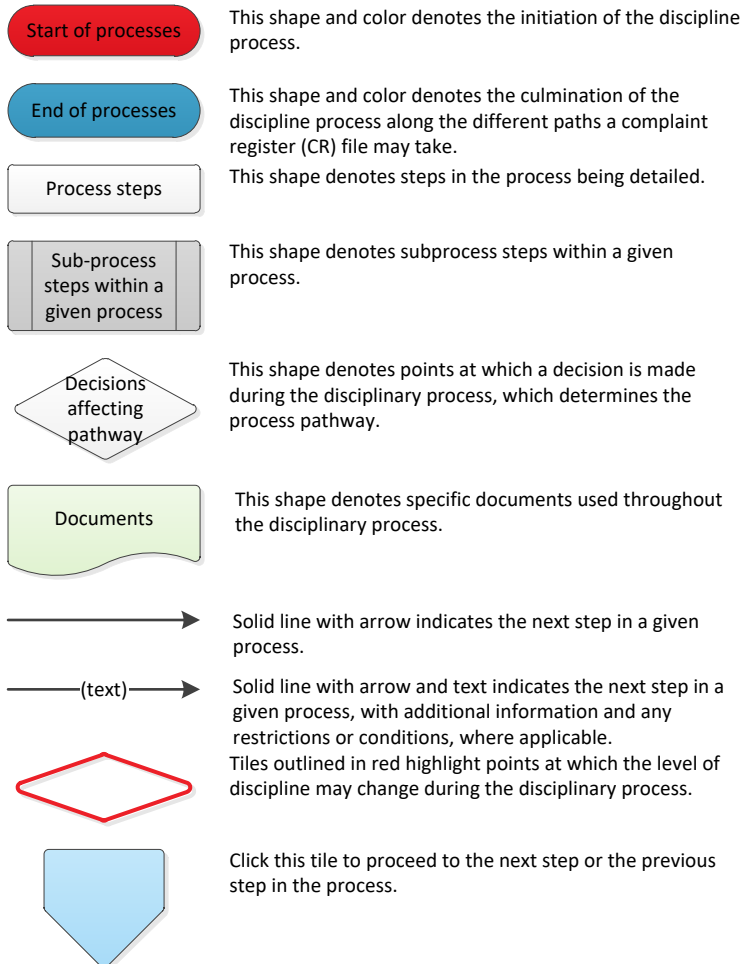 Start of processes
This shape and color denotes the initiation of the discipline
process.
End of processes
This shape and color denotes the culmination of the
discipline process along the different paths a complaint
register (CR) file may take.
Process steps
This shape denotes steps in the process being detailed.
Sub-process
steps within a
given process
This shape denotes subprocess steps within a given
process.
Decisions
affecting
pathway
This shape denotes points at which a decision is made
during the disciplinary process, which determines the
process pathway.
Documents
This shape denotes specific documents used throughout
the disciplinary process.
Solid line with arrow indicates the next step in a given
process.
(text)
Solid line with arrow and text indicates the next step in a
given process, with additional information and any
restrictions or conditions, where applicable.
Tiles outlined in red highlight points at which the level of
discipline may change during the disciplinary process.
Click this tile to proceed to the next step or the previous
step in the process.